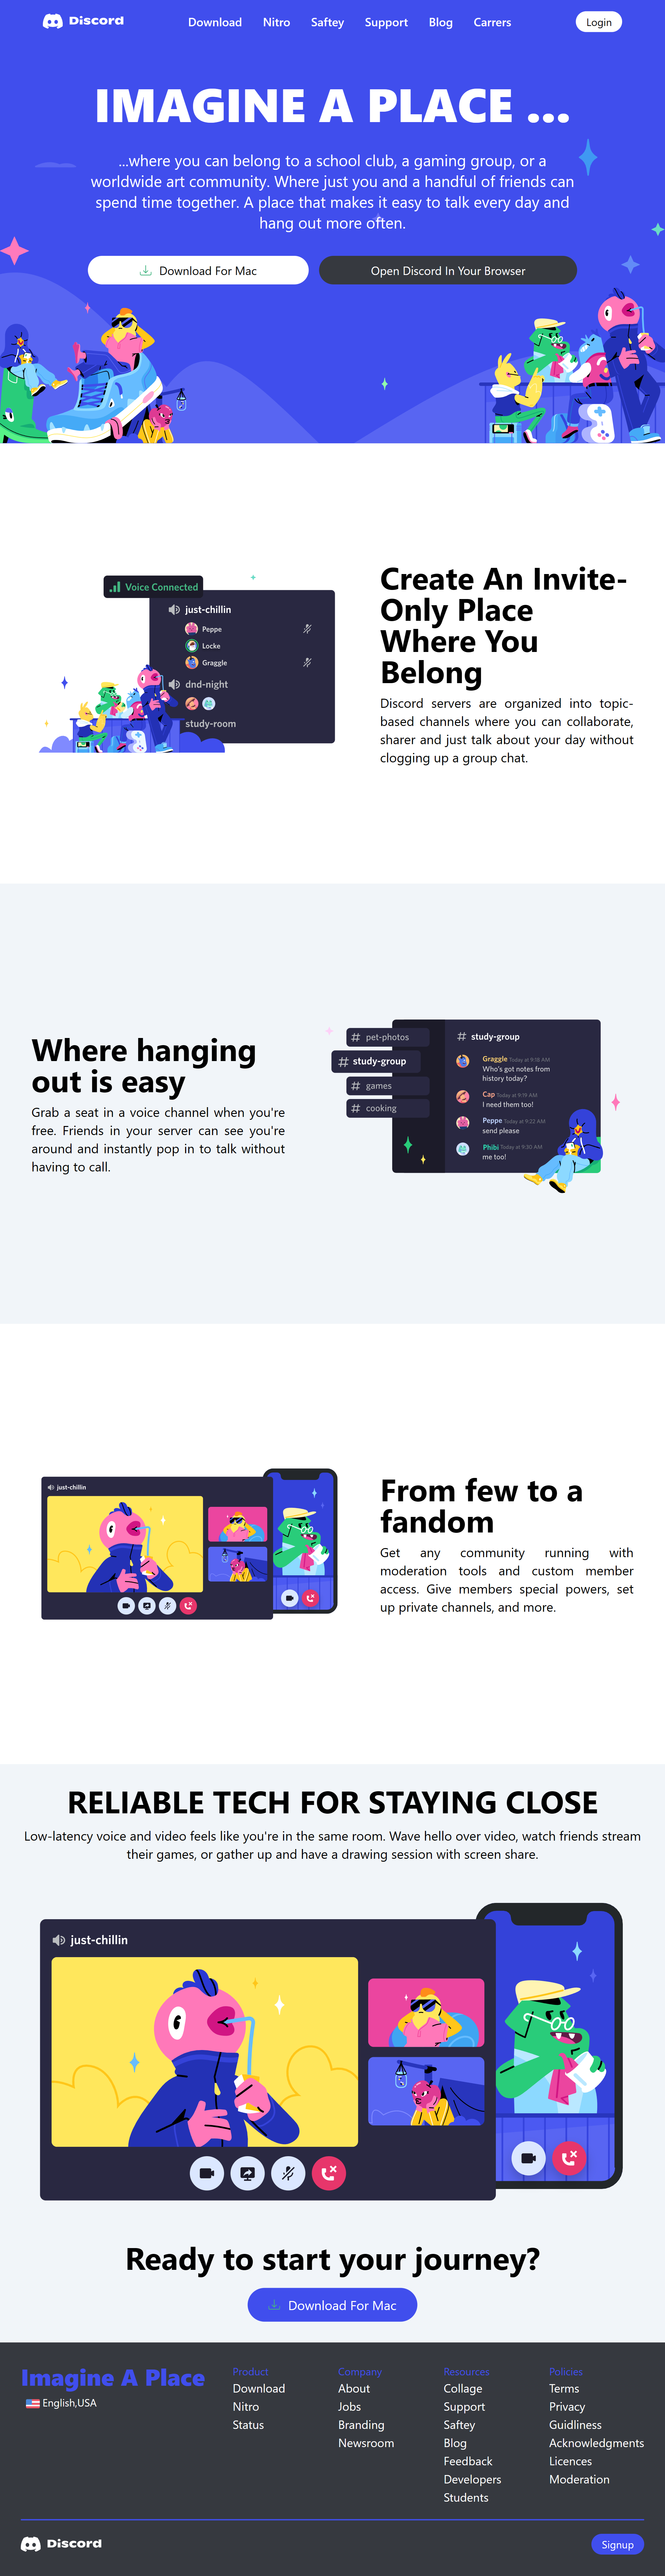 Discord
Download Nitro Saftey Support Blog Carrers
Login
IMAGINE A PLACE ...
...where you can belong to a school club, a gaming group, or a
worldwide art community. Where just you and a handful of friends can
spend time together. A place that makes it easy to talk every day and
hang out more often.
Download For Mac
Open Discord In Your Browser
Voice Connected
just-chillin
Peppe
Locke
Graggle
dnd-night
study-room
Create An Invite-
Only Place
Where You
Belong
Discord servers are organized into topic-
based channels where you can collaborate,
sharer and just talk about your day without
clogging up a group chat.
Where hanging
out is easy
Grab a seat in a voice channel when you're
free. Friends in your server can see you're
around and instantly pop in to talk without
having to call.
# pet-photos
# study-group
# games
# cooking
# study-group
Graggle Today at 9:18 AM
Who's got notes from
history today?
Cap Today at 9:19 AM
I need them too!
Peppe Today at 9:22 AM
send please
Phibi Today at 9:30 AM
me too!
just-chillin
From few to a
fandom
Get any community running with
moderation tools and custom member
access. Give members special powers, set
up private channels, and more.
RELIABLE TECH FOR STAYING CLOSE
Low-latency voice and video feels like you're in the same room. Wave hello over video, watch friends stream
their games, or gather up and have a drawing session with screen share.
just-chillin
Ready to start your journey?
Download For Mac
Imagine A Place
English,USA
Product
Download
Nitro
Status
Company
About
Jobs
Branding
Newsroom
Resources
Collage
Support
Saftey
Blog
Feedback
Developers
Students
Policies
Terms
Privacy
Guidliness
Acknowledgments
Licences
Moderation
Discord
Signup